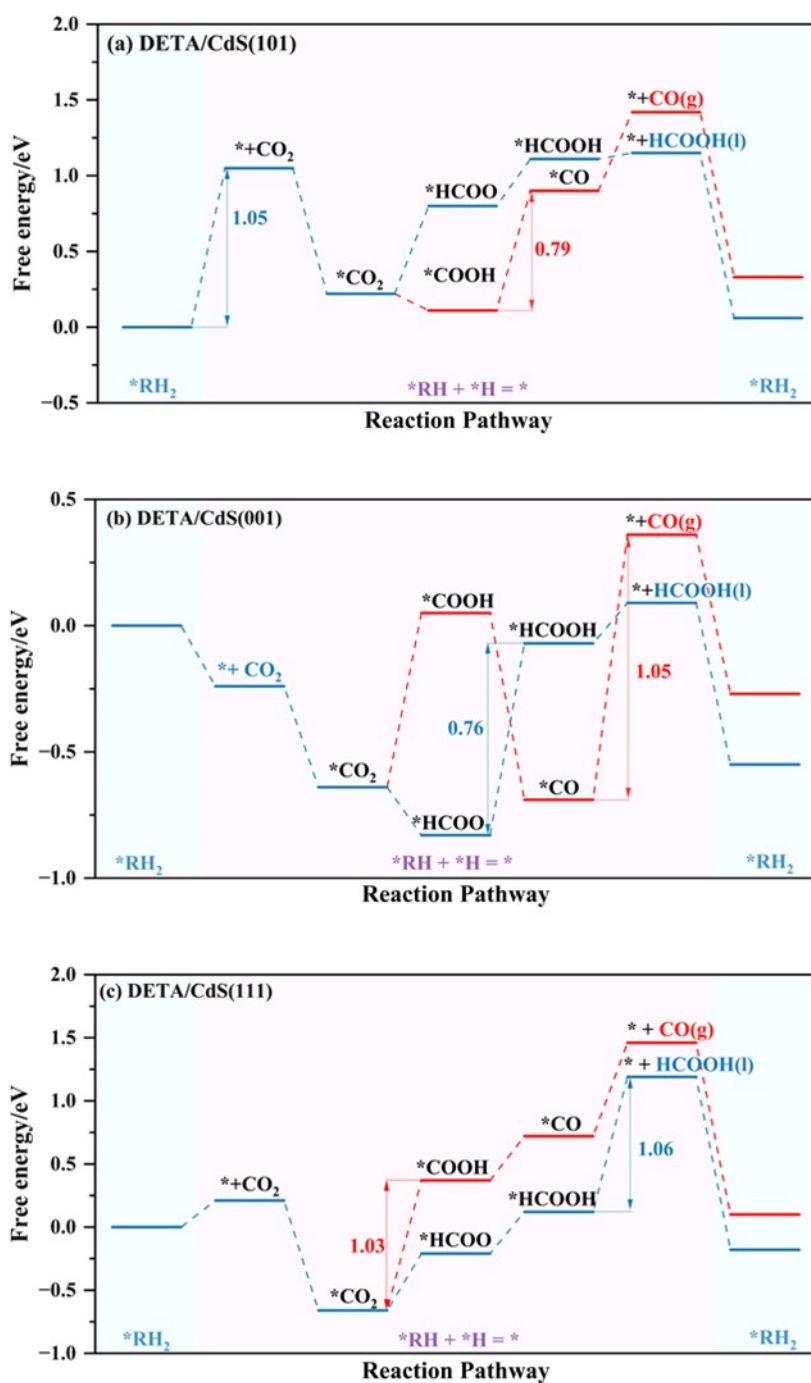 (a) DETA/CdS(101)
Free energy/eV
2.0
1.5
1.0
0.5
0.0
−0.5
*+CO₂
1.05
*CO₂
*HCOO
*COOH
*HCOOH
*CO
0.79
*+CO(g)
*+HCOOH(l)
*RH₂
*RH + *H = *
*RH₂
Reaction Pathway
(b) DETA/CdS(001)
Free energy/eV
0.5
0.0
−0.5
−1.0
*+ CO₂
*CO₂
*COOH
*HCOO
0.76
*HCOOH
*CO
*+CO(g)
*+HCOOH(l)
1.05
*RH₂
*RH + *H = *
*RH₂
Reaction Pathway
(c) DETA/CdS(111)
Free energy/eV
2.0
1.5
1.0
0.5
0.0
−0.5
−1.0
*+CO₂
*CO₂
1.03
*COOH
*HCOO
*CO
*HCOOH
* + CO(g)
* + HCOOH(l)
1.06
*RH₂
*RH + *H = *
*RH₂
Reaction Pathway